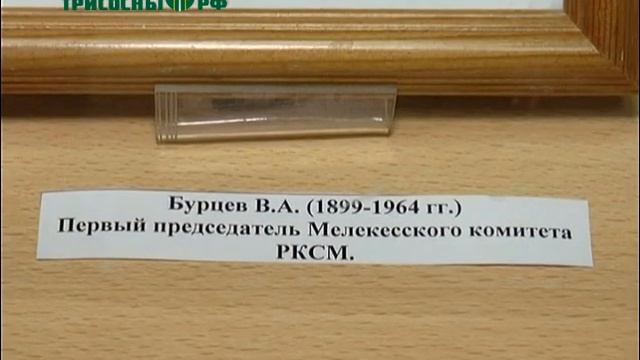 ТРИСОСНЫ РФ
Бурцев В.А. (1899-1964 гг.)
Первый председатель Мелекесского комитета
РКСМ.